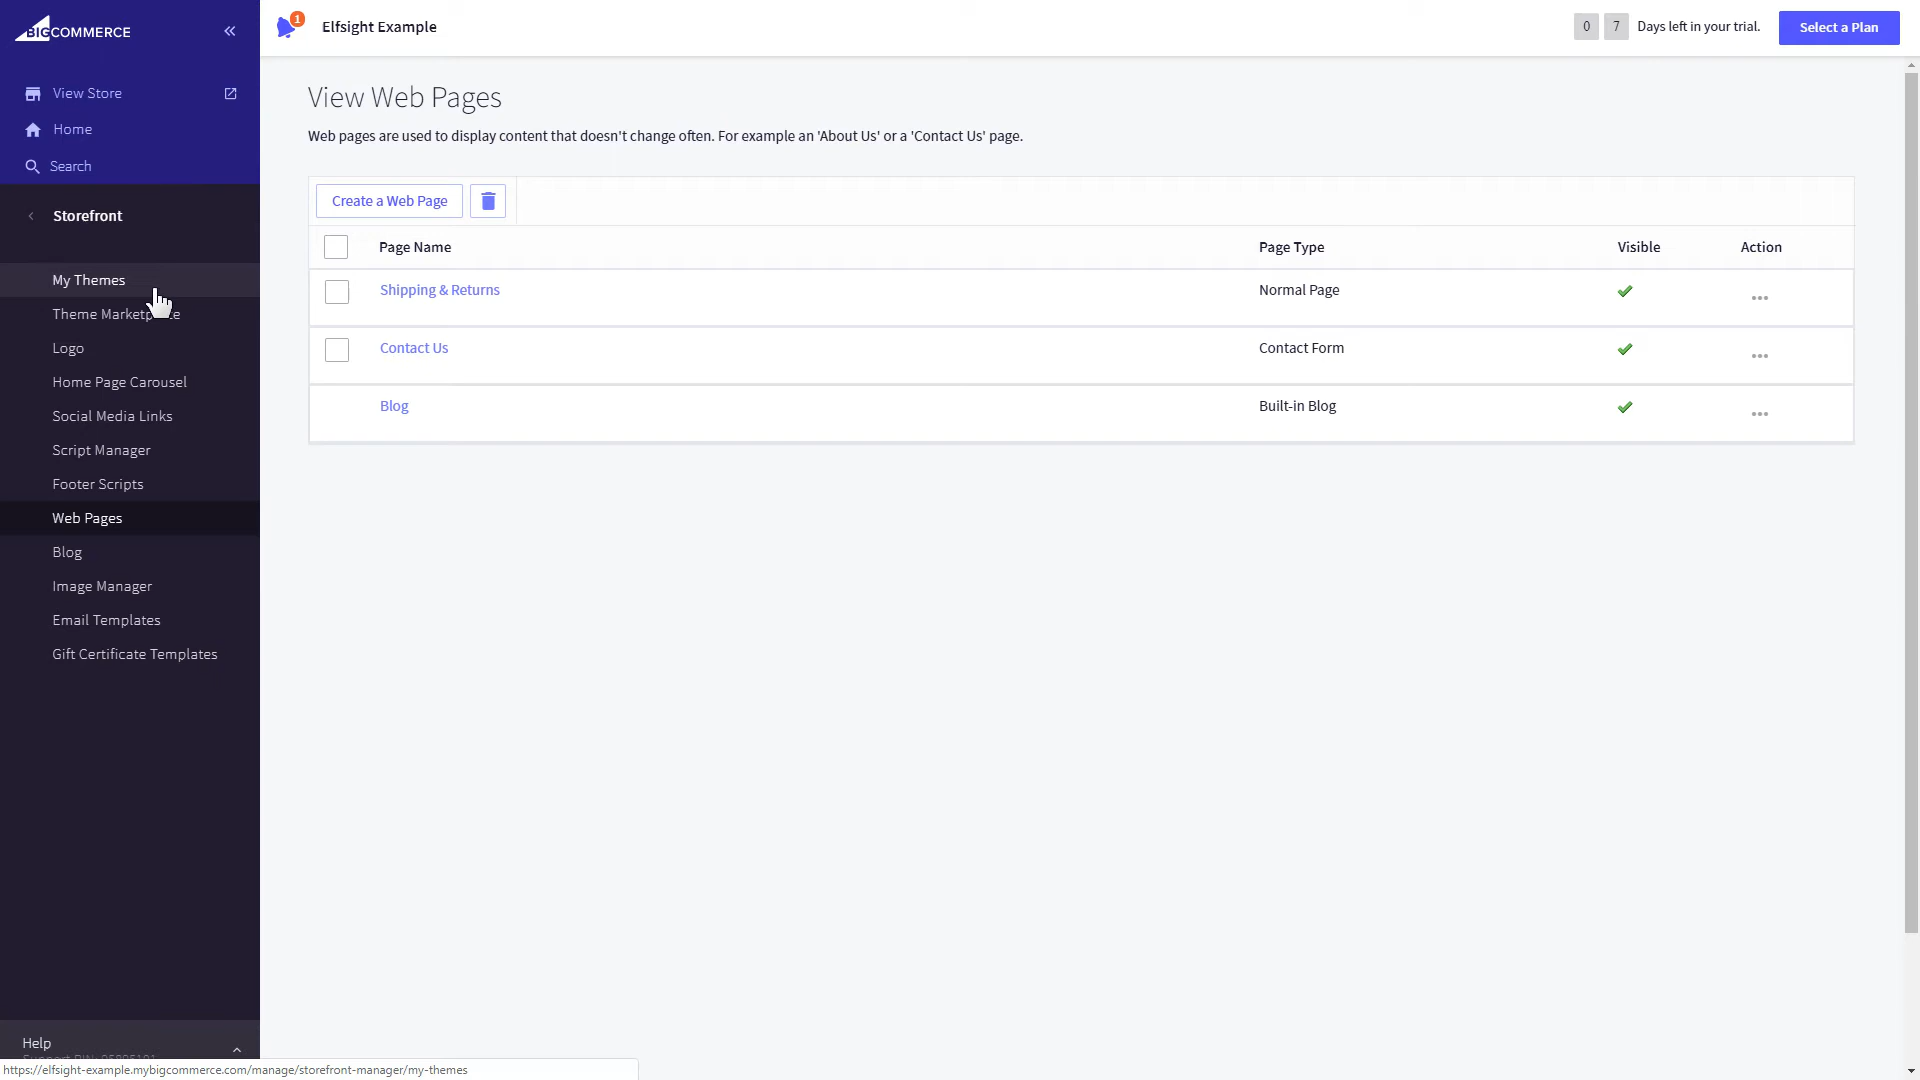 BIGCOMMERCE
View Store
Home
Search
Storefront
My Themes
Theme Marketp
Logo
Home Page Carousel
Social Media Links
Script Manager
Footer Scripts
Web Pages
Blog
Image Manager
Email Templates
Gift Certificate Templates
Help
1
Elfsight Example
0 7 Days left in your trial.
Select a Plan
View Web Pages
Web pages are used to display content that doesn't change often. For example an 'About Us' or a 'Contact Us' page.
Create a Web Page
Page Name Page Type Visible Action
Shipping & Returns Normal Page
Contact Us Contact Form
Blog Built-in Blog
https://elfsight-example.mybigcommerce.com/manage/storefront-manager/my-themes